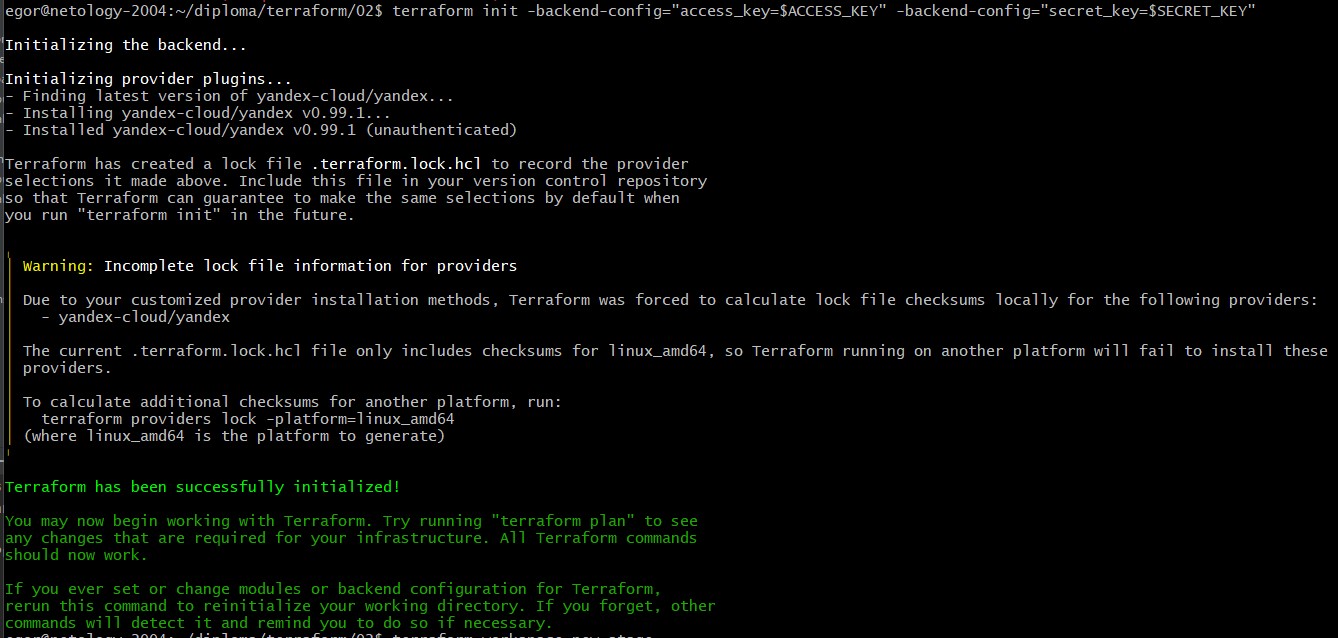 egor@netology-2004:~/diploma/terraform/02$ terraform init -backend-config="access_key=$ACCESS_KEY" -backend-config="secret_key=$SECRET_KEY"
Initializing the backend...
Initializing provider plugins...
- Finding latest version of yandex-cloud/yandex...
- Installing yandex-cloud/yandex v0.99.1...
- Installed yandex-cloud/yandex v0.99.1 (unauthenticated)
Terraform has created a lock file .terraform.lock.hcl to record the provider
selections it made above. Include this file in your version control repository
so that Terraform can guarantee to make the same selections by default when
you run "terraform init" in the future.
Warning: Incomplete lock file information for providers
Due to your customized provider installation methods, Terraform was forced to calculate lock file checksums locally for the following providers:
- yandex-cloud/yandex
The current .terraform.lock.hcl file only includes checksums for linux_amd64, so Terraform running on another platform will fail to install these
providers.
To calculate additional checksums for another platform, run:
terraform providers lock -platform=linux_amd64
(where linux_amd64 is the platform to generate)
Terraform has been successfully initialized!
You may now begin working with Terraform. Try running "terraform plan" to see
any changes that are required for your infrastructure. All Terraform commands
should now work.
If you ever set or change modules or backend configuration for Terraform,
rerun this command to reinitialize your working directory. If you forget, other
commands will detect it and remind you to do so if necessary.
egor@netology-2004:~/diploma/terraform/02$ terraform workspace new stage